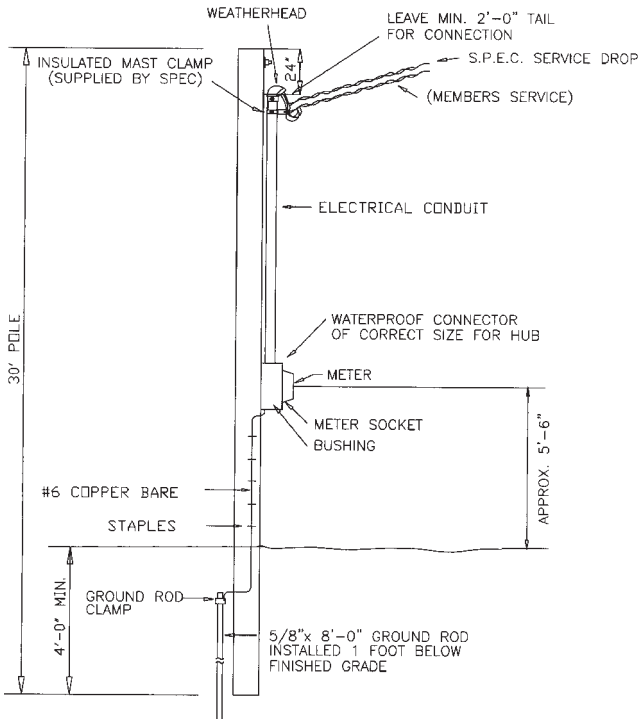 WEATHERHEAD
LEAVE MIN. 2'-0" TAIL
FOR CONNECTION
INSULATED MAST CLAMP
(SUPPLIED BY SPEC)
24"
S.P.E.C. SERVICE DROP
(MEMBERS SERVICE)
ELECTRICAL CONDUIT
30' POLE
WATERPROOF CONNECTOR
OF CORRECT SIZE FOR HUB
METER
METER SOCKET
BUSHING
APPROX. 5'-6"
#6 COPPER BARE
STAPLES
4'-0" MIN.
GROUND ROD
CLAMP
5/8"x 8'-0" GROUND ROD
INSTALLED 1 FOOT BELOW
FINISHED GRADE